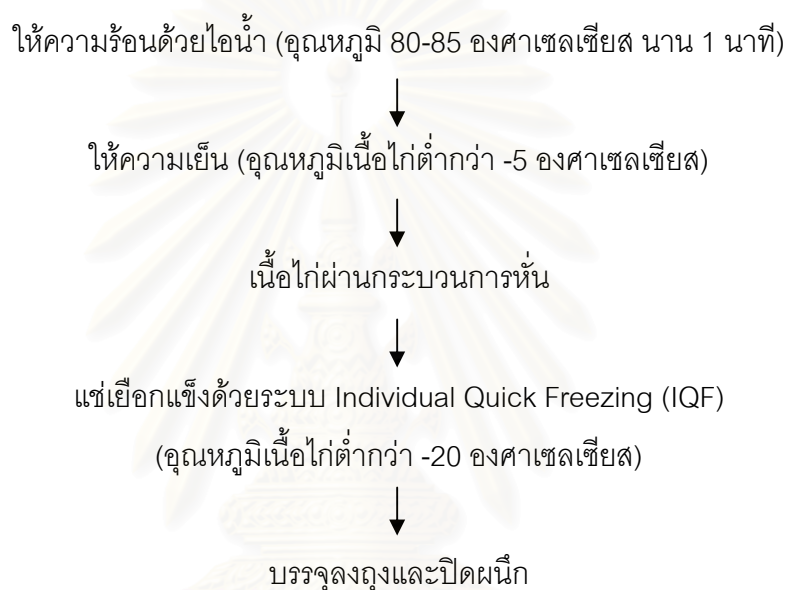 ให้ความร้อนด้วยไอน้ำ (อุณหภูมิ 80-85 องศาเซลเซียส นาน 1 นาที)
ให้ความเย็น (อุณหภูมิเนื้อไก่ต่ำกว่า -5 องศาเซลเซียส)
เนื้อไก่ผ่านกระบวนการหั่น
แช่เยือกแข็งด้วยระบบ Individual Quick Freezing (IQF)
(อุณหภูมิเนื้อไก่ต่ำกว่า -20 องศาเซลเซียส)
บรรจุลงถุงและปิดผนึก